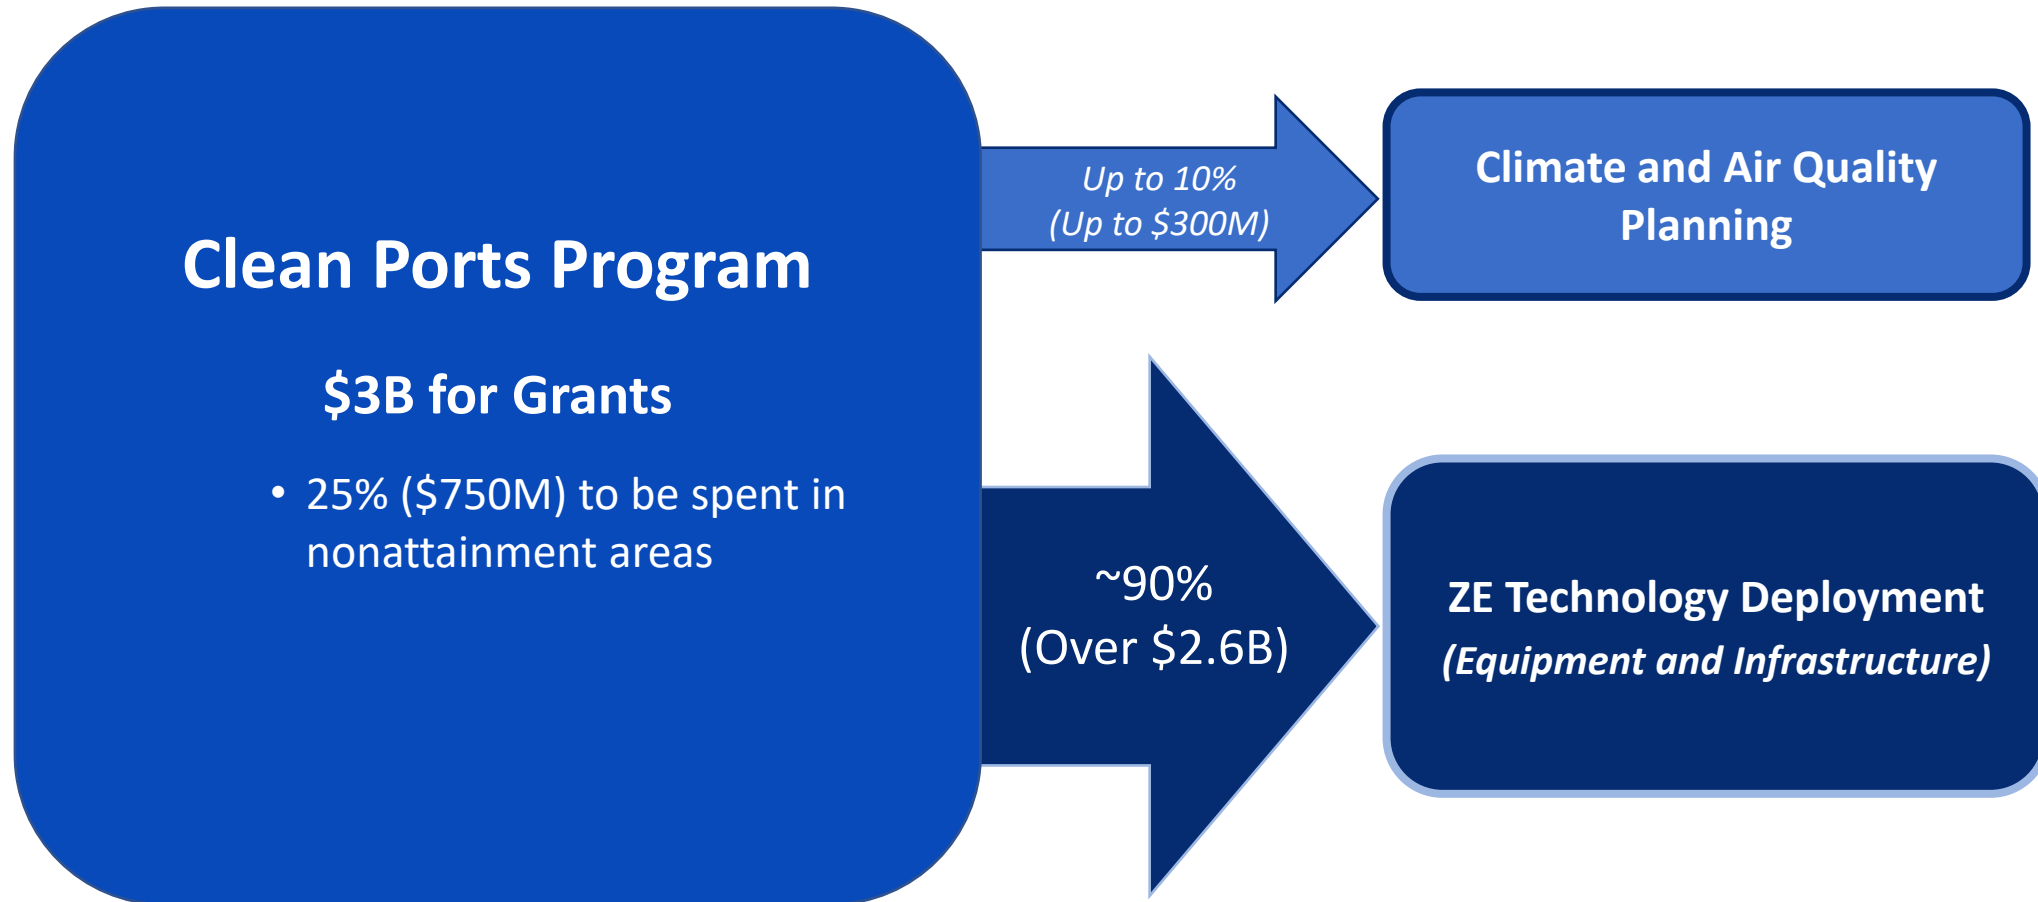 Clean Ports Program
$3B for Grants
• 25% ($750M) to be spent in
nonattainment areas
Up to 10%
(Up to $300M)
Climate and Air Quality
Planning
~90%
(Over $2.6B)
ZE Technology Deployment
(Equipment and Infrastructure)